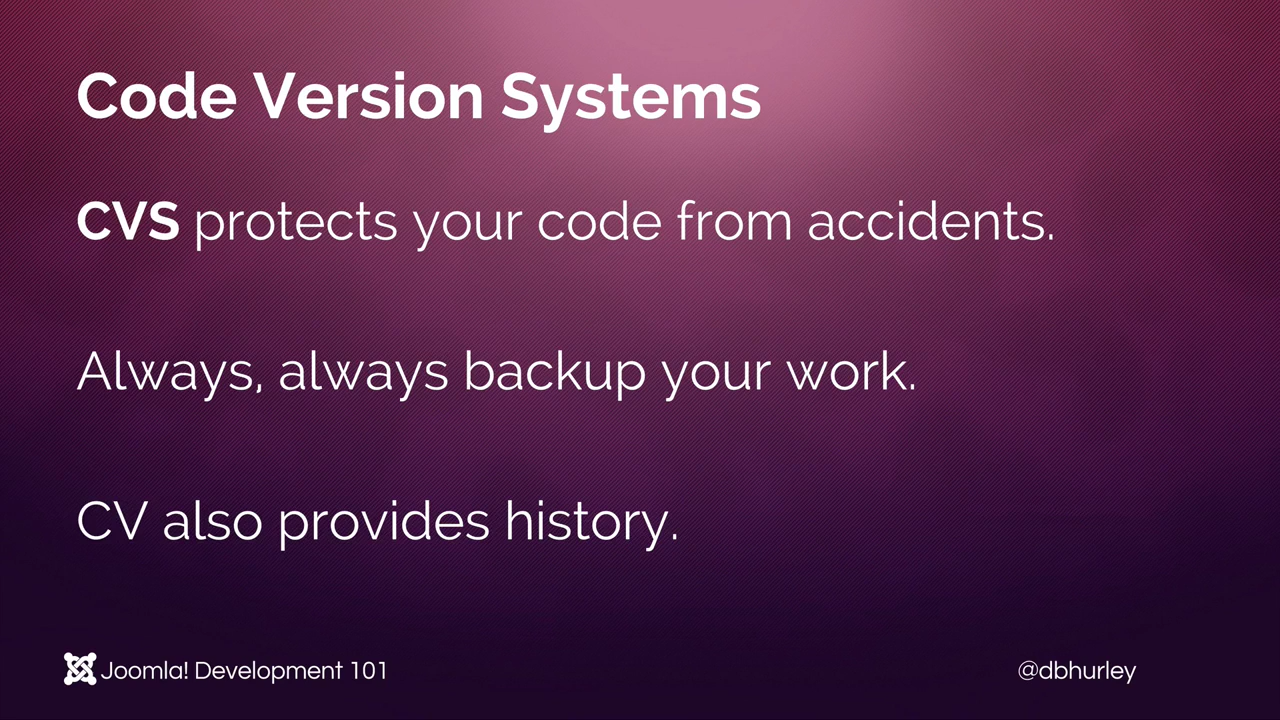 Code Version Systems
CVS protects your code from accidents.
Always, always backup your work.
CV also provides history.
Joomla! Development 101
@dbhurley